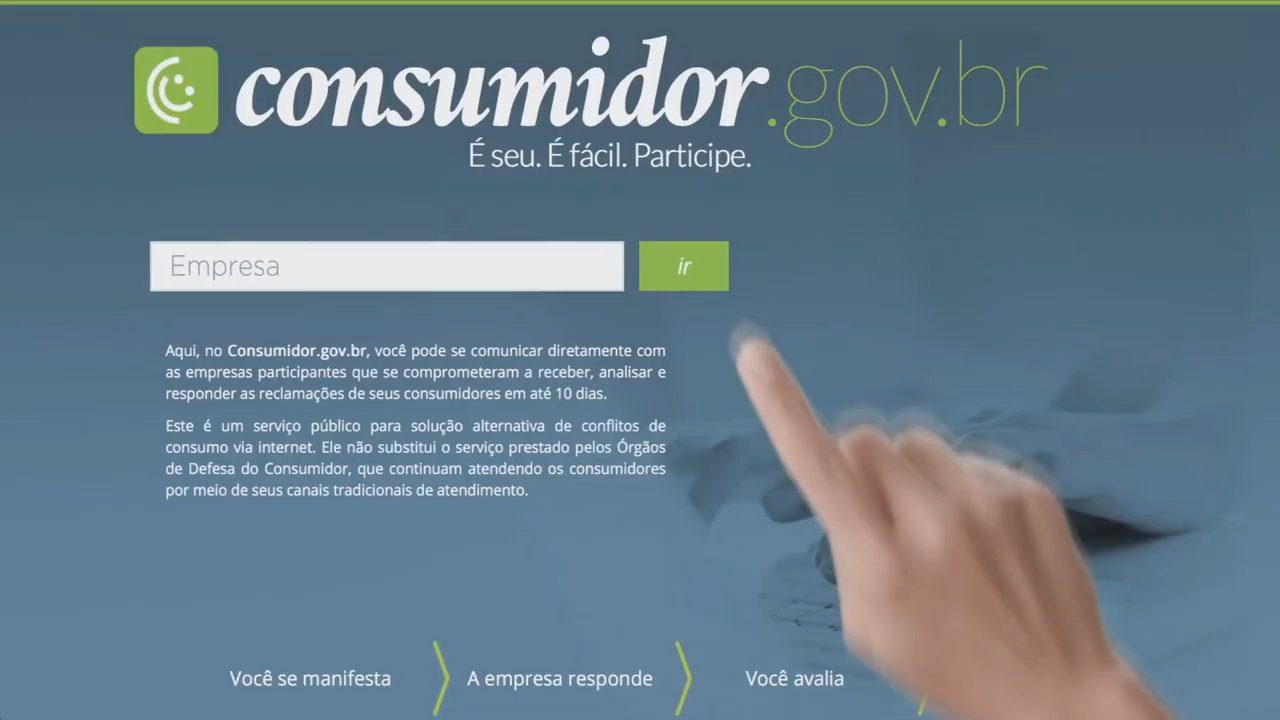 consumidor.gov.br
É seu. É fácil. Participe.
Empresa
ir
Aqui, no Consumidor.gov.br, você pode se comunicar diretamente com
as empresas participantes que se comprometeram a receber, analisar e
responder as reclamações de seus consumidores em até 10 dias.
Este é um serviço público para solução alternativa de conflitos de
consumo via internet. Ele não substitui o serviço prestado pelos Órgãos
de Defesa do Consumidor, que continuam atendendo os consumidores
por meio de seus canais tradicionais de atendimento.
Você se manifesta
A empresa responde
Você avalia